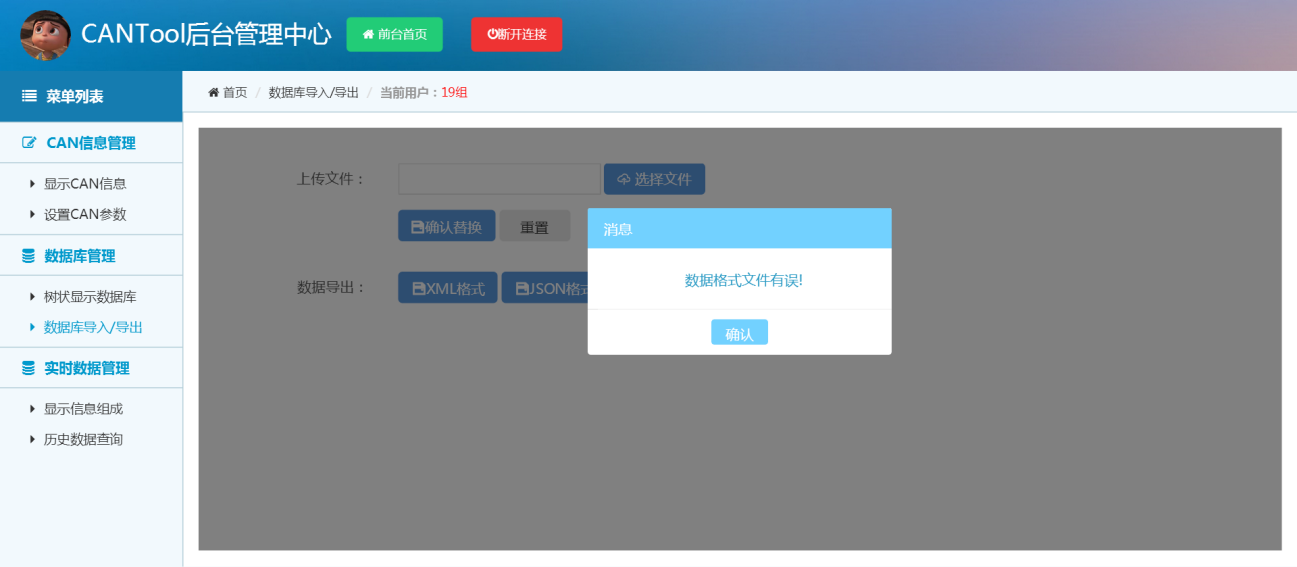 CANTool后台管理中心 前台首页 断开连接
菜单列表
首页 / 数据库导入/导出 / 当前用户：19组
CAN信息管理
显示CAN信息
设置CAN参数
数据库管理
树状显示数据库
数据库导入/导出
实时数据管理
显示信息组成
历史数据查询
上传文件： 选择文件
确认替换 重置
数据导出： XML格式 JSON格式
消息
数据格式文件有误!
确认